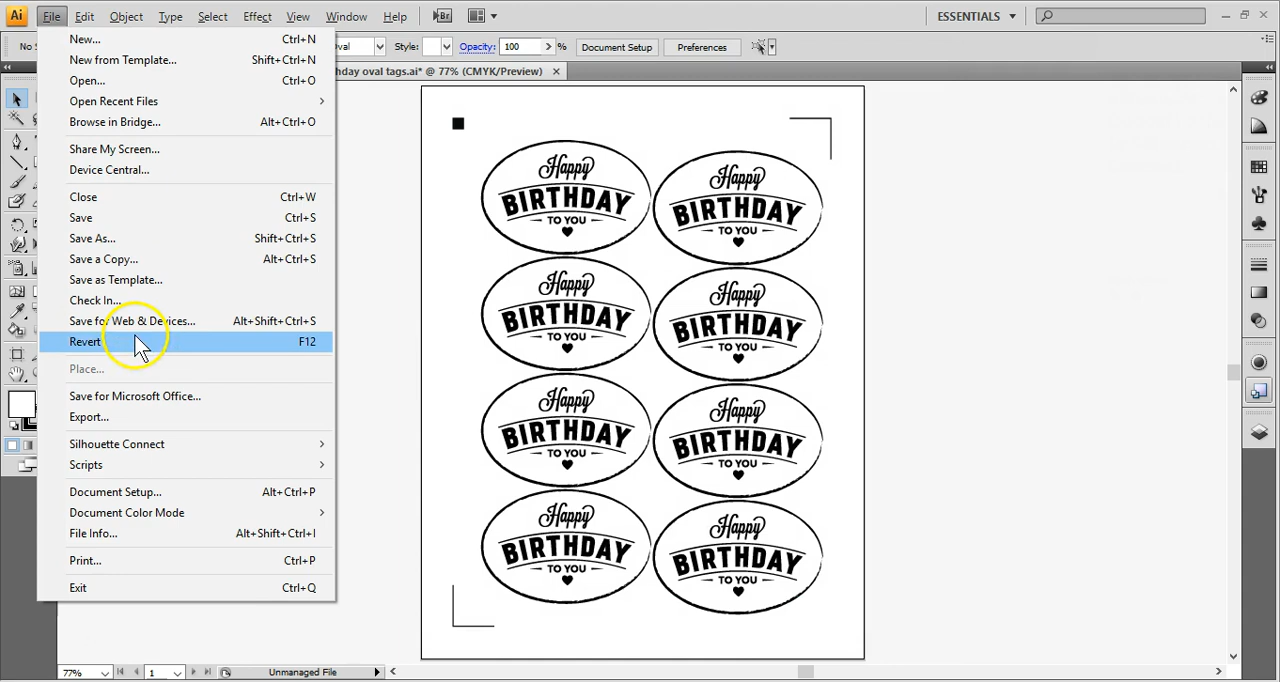 Ai File Edit Object Type Select Effect View Window Help Br ESSENTIALS
No S Oval Style: Opacity: 100 % Document Setup Preferences
hday oval tags.ai* @ 77% (CMYK/Preview)
New... Ctrl+N
New from Template... Shift+Ctrl+N
Open... Ctrl+O
Open Recent Files
Browse in Bridge... Alt+Ctrl+O
Share My Screen...
Device Central...
Close Ctrl+W
Save Ctrl+S
Save As... Shift+Ctrl+S
Save a Copy... Alt+Ctrl+S
Save as Template...
Check In...
Save for Web & Devices... Alt+Shift+Ctrl+S
Revert F12
Place...
Save for Microsoft Office...
Export...
Silhouette Connect
Scripts
Document Setup... Alt+Ctrl+P
Document Color Mode
File Info... Alt+Shift+Ctrl+I
Print... Ctrl+P
Exit Ctrl+Q
Happy
BIRTHDAY
TO YOU
Happy
BIRTHDAY
TO YOU
Happy
BIRTHDAY
TO YOU
Happy
BIRTHDAY
TO YOU
Happy
BIRTHDAY
TO YOU
Happy
BIRTHDAY
TO YOU
Happy
BIRTHDAY
TO YOU
Happy
BIRTHDAY
TO YOU
77% 1 Unmanaged File